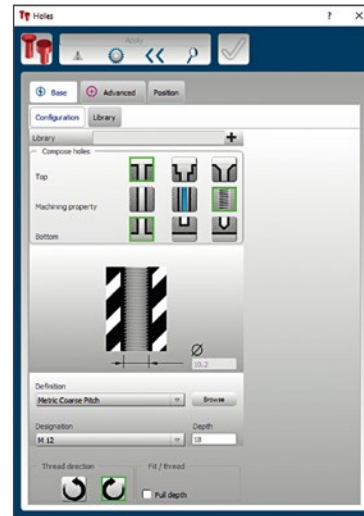 Holes
? X
Apply
Base Advanced Position
Configuration Library
Library +
Compose holes
Top
Machining property
Bottom
Ø
10.2
Definition
Metric Coarse Pitch Browse
Designation Depth
M 12 18
Thread direction Fit / thread
Full depth